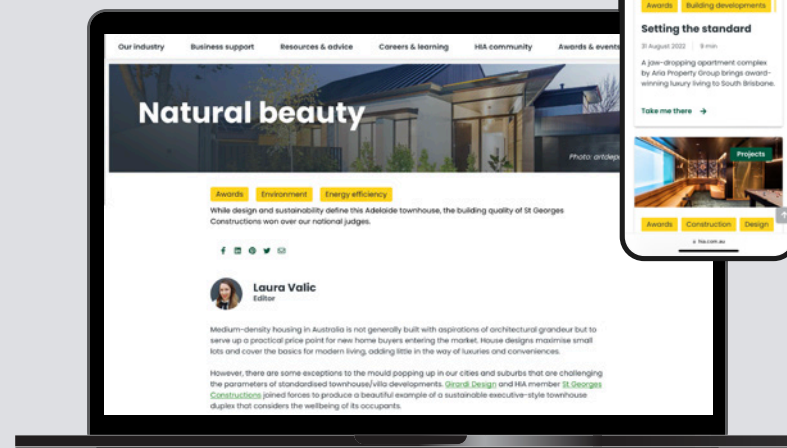 Our industry Business support Resources & advice Careers & learning HIA community Awards & events
Natural beauty
Awards Environment Energy efficiency
While design and sustainability define this Adelaide townhouse, the building quality of St Georges
Constructions won over our national judges.
Laura Valic
Editor
Medium-density housing in Australia is not generally built with aspirations of architectural grandeur but to
serve up a practical price point for new home buyers entering the market. House designs maximise small
lots and cover the basics for modern living, adding little in the way of luxuries and conveniences.
However, there are some exceptions to the mould popping up in our cities and suburbs that are challenging
the parameters of standardised townhouse/villa developments. Girardi Design and HIA member St Georges
Constructions joined forces to produce a beautiful example of a sustainable executive-style townhouse
duplex that considers the wellbeing of its occupants.
Awards Building developments
Setting the standard
31 August 2022 9 min
A jaw-dropping apartment complex
by Aria Property Group brings award-
winning luxury living to South Brisbane.
Take me there
Projects
Awards Construction Design
hia.com.au
Photo: